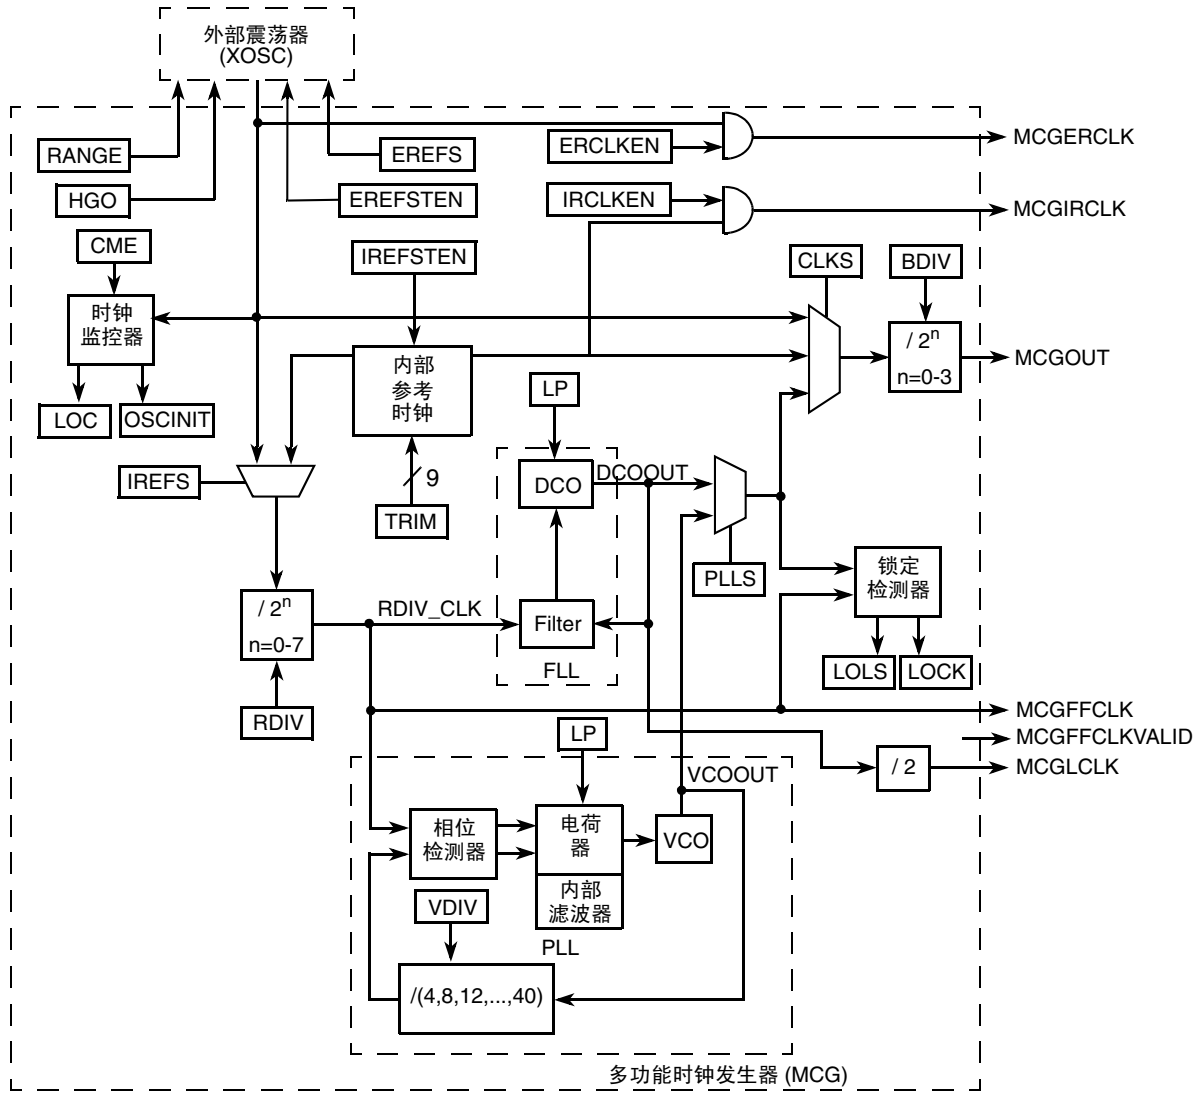 外部震荡器
(XOSC)
RANGE
EREFS
ERCLKEN
MCGERCLK
HGO
EREFSTEN
IRCLKEN
MCGIRCLK
CME
IREFSTEN
CLKS
BDIV
时钟
监控器
内部
参考
时钟
/ 2n
n=0-3
MCGOUT
LOC
OSCINIT
LP
IREFS
9
TRIM
DCO
DCOOUT
PLLS
锁定
检测器
/ 2n
n=0-7
RDIV_CLK
Filter
FLL
LOLS
LOCK
RDIV
MCGFFCLK
MCGFFCLKVALID
LP
/ 2
MCGLCLK
VCOOUT
相位
检测器
电荷
器
VCO
内部
滤波器
VDIV
PLL
/(4,8,12,...,40)
多功能时钟发生器 (MCG)